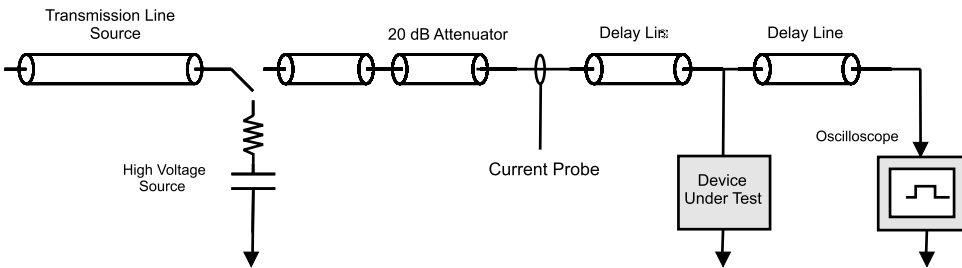 Transmission Line
Source
20 dB Attenuator
Delay Line
Delay Line
High Voltage
Source
Current Probe
Device
Under Test
Oscilloscope